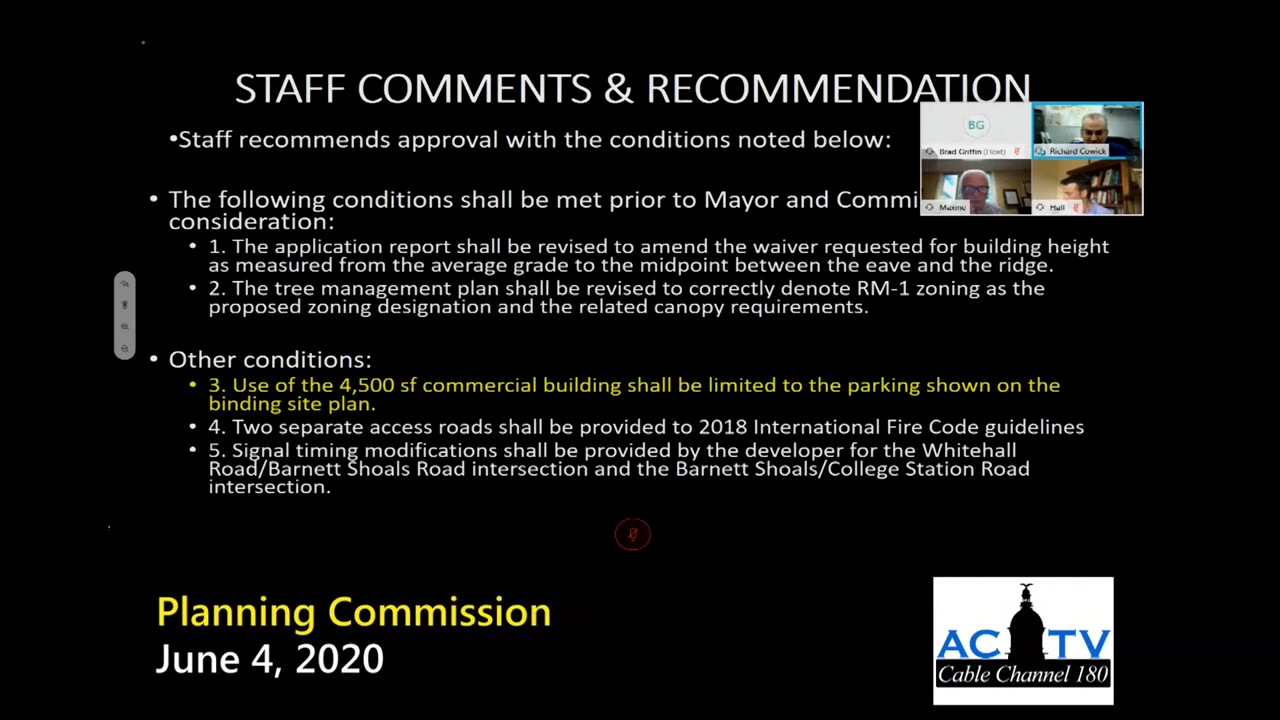 STAFF COMMENTS & RECOMMENDATION
•Staff recommends approval with the conditions noted below:
BG
Brad Griffin (Host)
Richard Cowick
• The following conditions shall be met prior to Mayor and Commi
Maxine
Hall
consideration:
• 1. The application report shall be revised to amend the waiver requested for building height
as measured from the average grade to the midpoint between the eave and the ridge.
• 2. The tree management plan shall be revised to correctly denote RM-1 zoning as the
proposed zoning designation and the related canopy requirements.
• Other conditions:
• 3. Use of the 4,500 sf commercial building shall be limited to the parking shown on the
binding site plan.
• 4. Two separate access roads shall be provided to 2018 International Fire Code guidelines
• 5. Signal timing modifications shall be provided by the developer for the Whitehall
Road/Barnett Shoals Road intersection and the Barnett Shoals/College Station Road
intersection.
Planning Commission
June 4, 2020
ACTV
Cable Channel 180